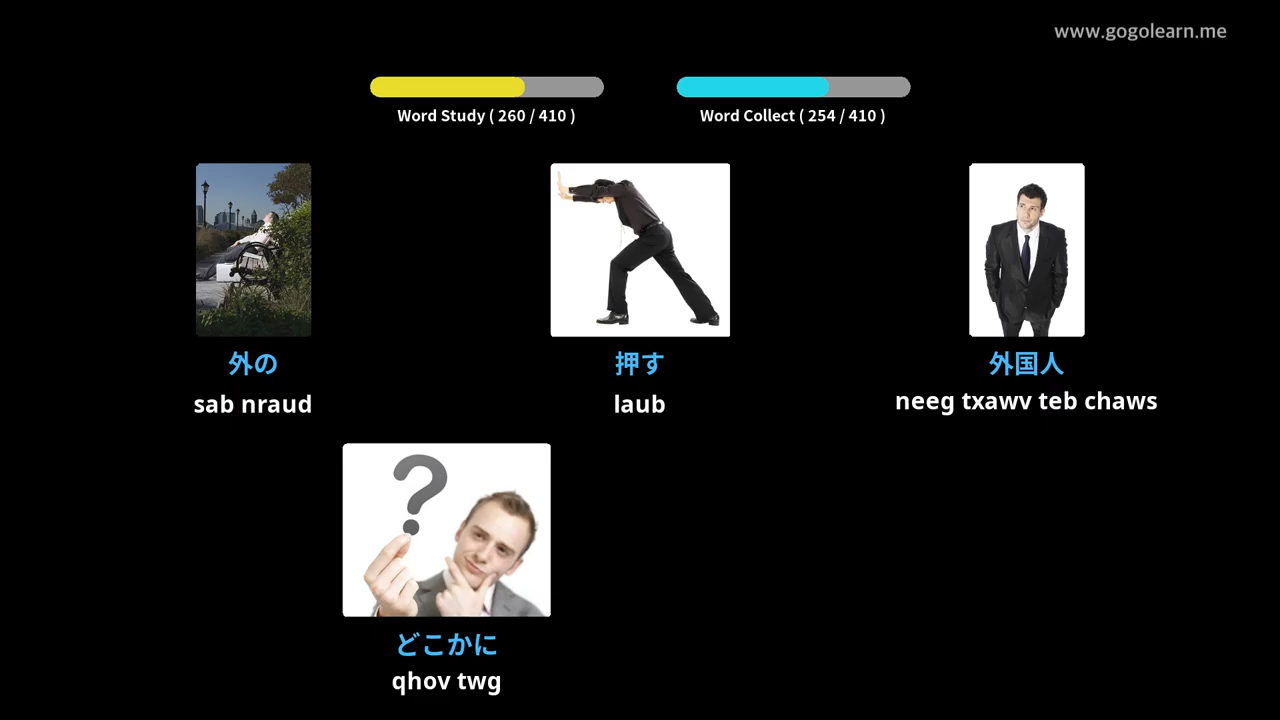 www.gogolearn.me
Word Study ( 260 / 410 )
Word Collect ( 254 / 410 )
外の
sab nraud
押す
laub
外国人
neeg txawv teb chaws
?
どこかに
qhov twg